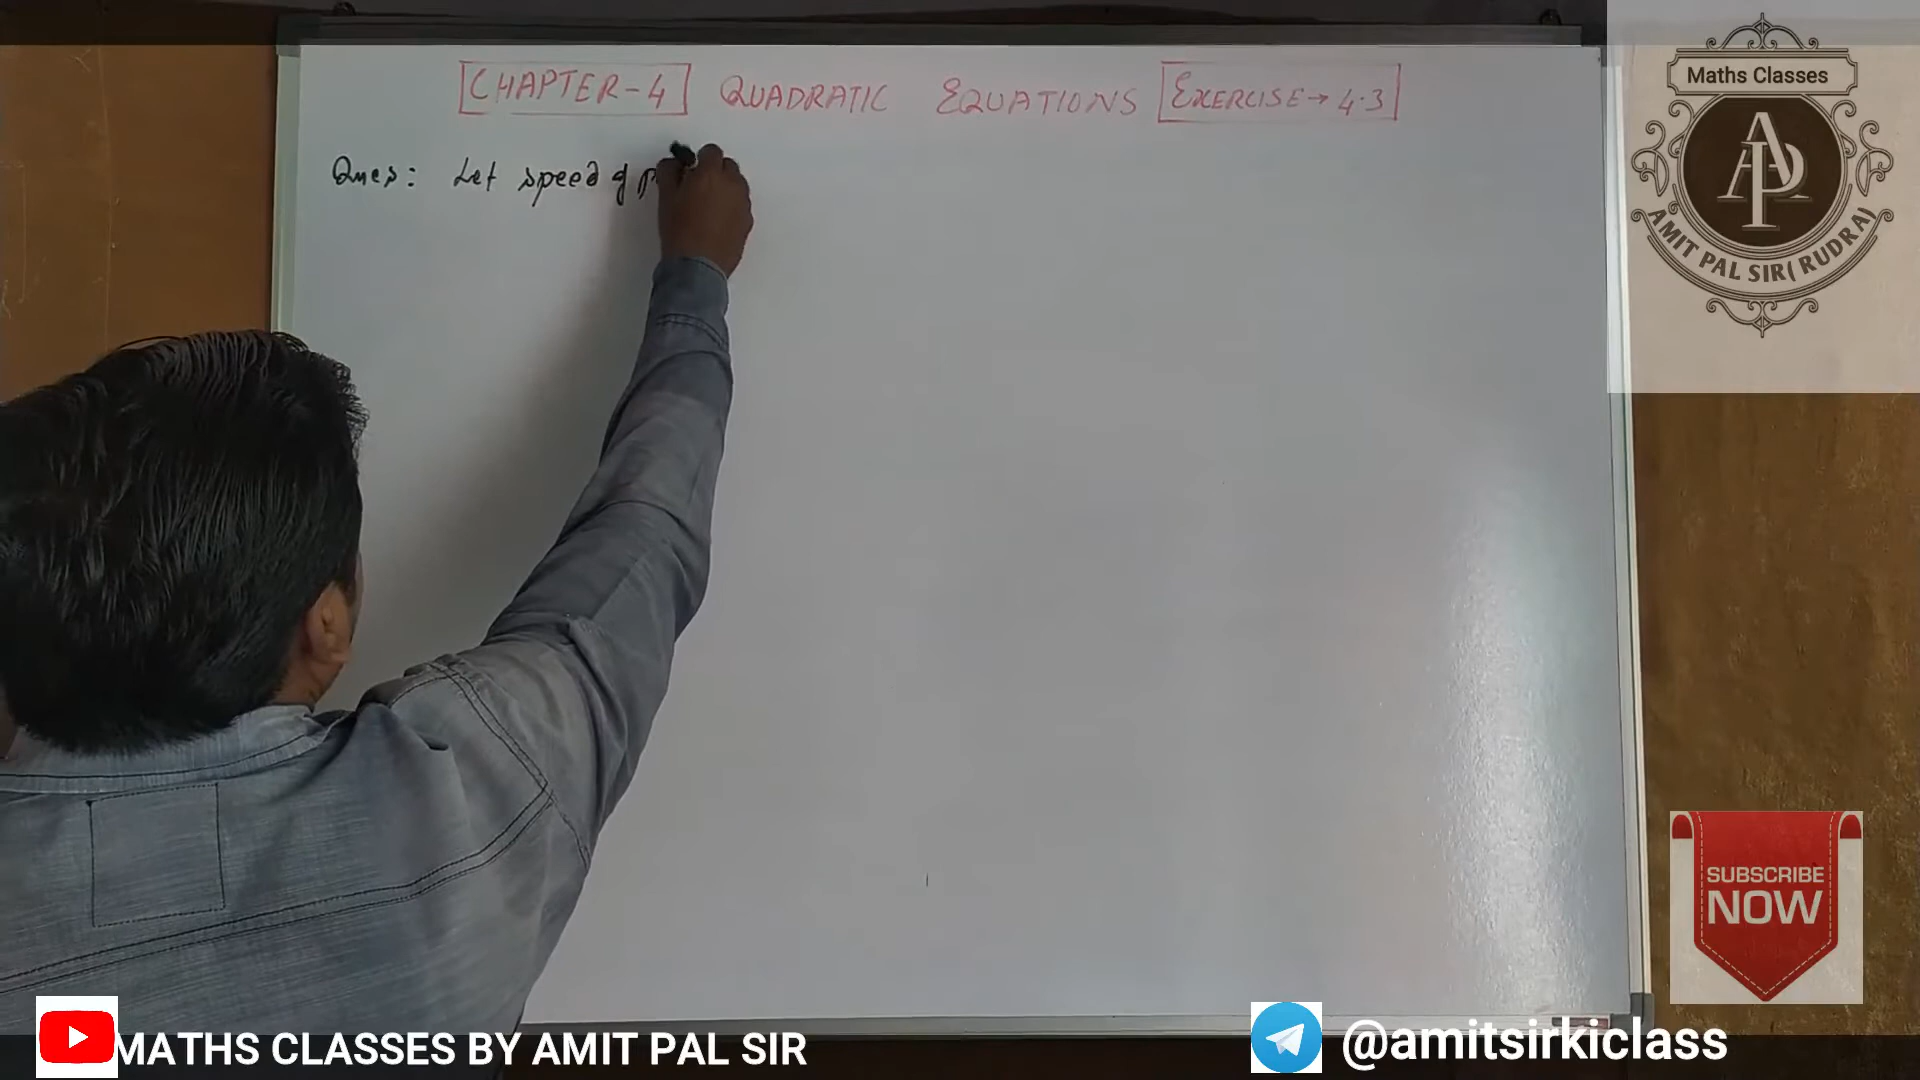 CHAPTER-4 QUADRATIC EQUATIONS EXERCISE→ 4.3
Ques: Let speed of
Maths Classes
AP
AMIT PAL SIR( RUDRA)
SUBSCRIBE
NOW
MATHS CLASSES BY AMIT PAL SIR
@amitsirkiclass